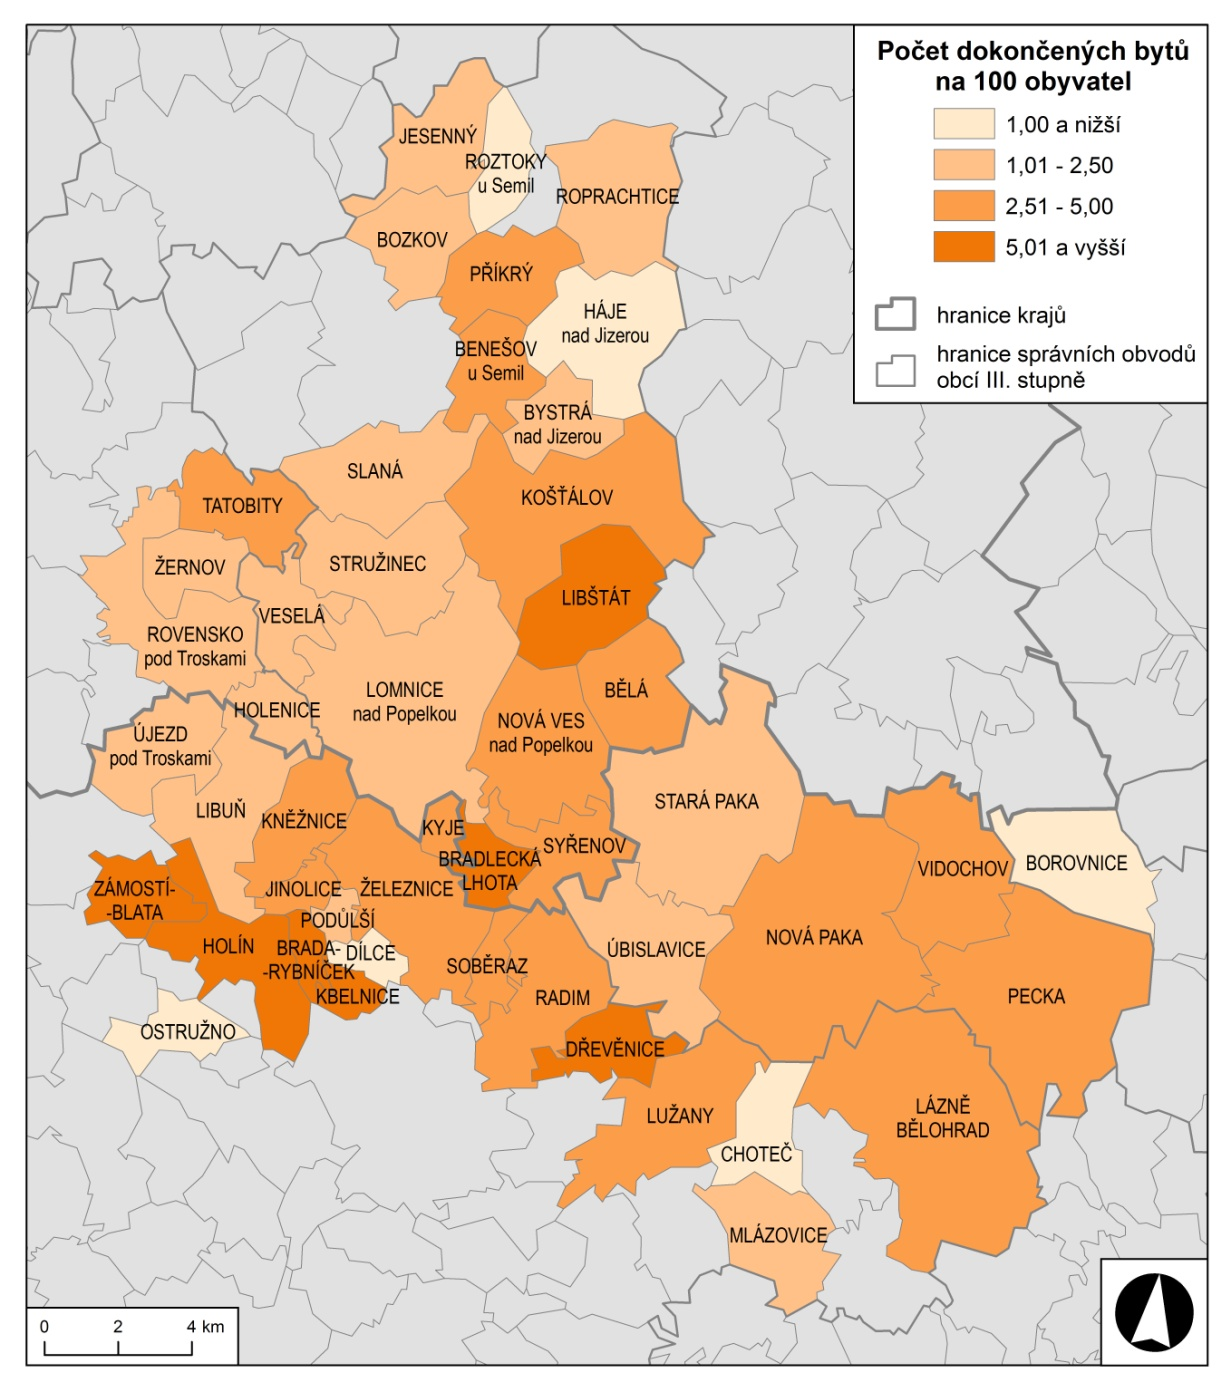 Počet dokončených bytů
na 100 obyvatel
1,00 a nižší
1,01 - 2,50
2,51 - 5,00
5,01 a vyšší
hranice krajů
hranice správních obvodů
obcí III. stupně
JESENNÝ
ROZTOKY
u Semil
ROPRACHTICE
BOZKOV
PŘÍKRÝ
HÁJE
nad Jizerou
BENEŠOV
u Semil
BYSTRÁ
nad Jizerou
SLANÁ
KOŠŤÁLOV
TATOBITY
ŽERNOV
STRUŽINEC
LIBŠTÁT
VESELÁ
ROVENSKO
pod Troskami
LOMNICE
nad Popelkou
BĚLÁ
HOLENICE
NOVÁ VES
nad Popelkou
ÚJEZD
pod Troskami
STARÁ PAKA
LIBUŇ
KNĚŽNICE
KYJE
SYŘENOV
BRADLECKÁ
LHOTA
BOROVNICE
VIDOCHOV
ZÁMOSTÍ-
-BLATA
JINOLICE
ŽELEZNICE
PODŮLŠÍ
HOLÍN
BRADA-
-RYBNÍČEK
DÍLCE
ÚBISLAVICE
NOVÁ PAKA
SOBĚRAZ
KBELNICE
RADIM
PECKA
OSTRUŽNO
DŘEVĚNICE
LUŽANY
LÁZNĚ
BĚLOHRAD
CHOTEČ
MLÁZOVICE
0 2 4 km